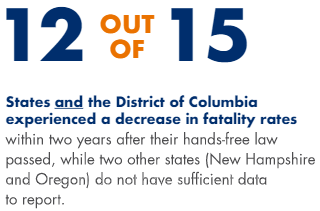 12 OUT OF 15
States and the District of Columbia
experienced a decrease in fatality rates
within two years after their hands-free law
passed, while two other states (New Hampshire
and Oregon) do not have sufficient data
to report.